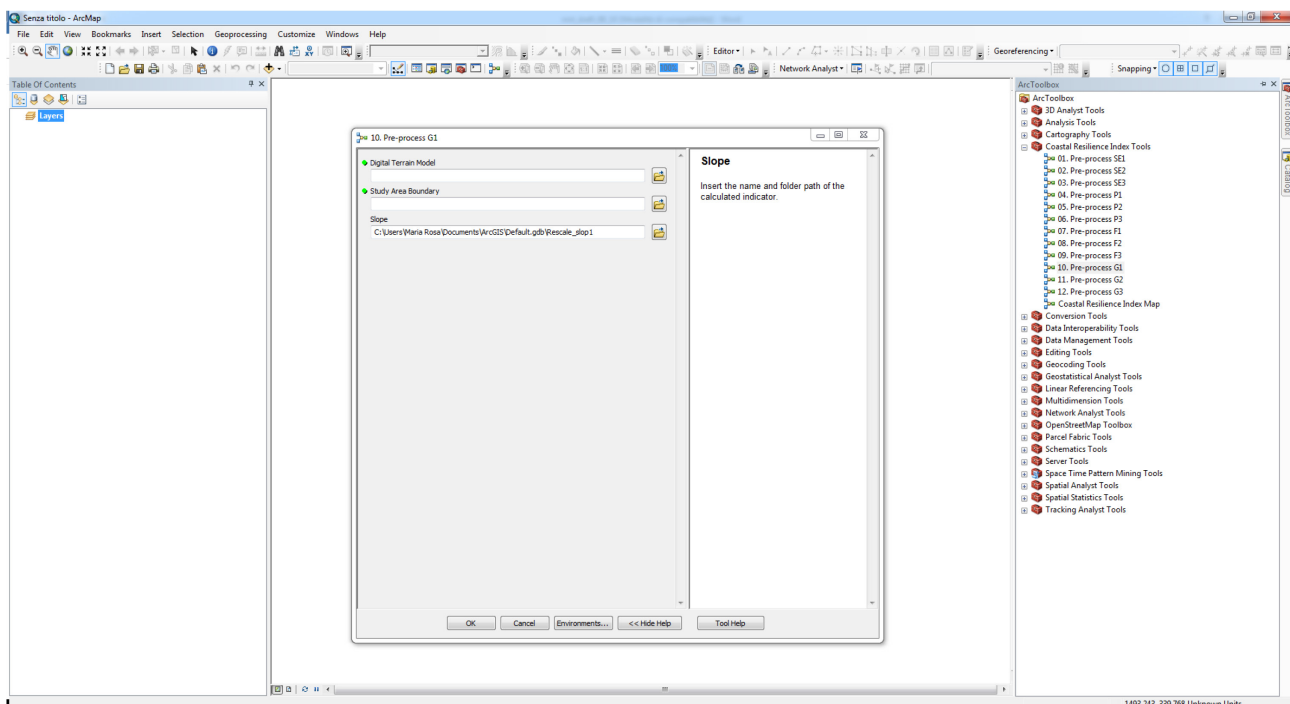 Senza titolo - ArcMap
File Edit View Bookmarks Insert Selection Geoprocessing Customize Windows Help
Editor
Georeferencing
Network Analyst
Snapping
Table Of Contents
Layers
10. Pre-process G1
Digital Terrain Model
Study Area Boundary
Slope
C:\Users\Maria Rosa\Documents\ArcGIS\Default.gdb\Rescale_slop1
Slope
Insert the name and folder path of the
calculated indicator.
OK Cancel Environments... << Hide Help Tool Help
ArcToolbox
ArcToolbox
3D Analyst Tools
Analysis Tools
Cartography Tools
Coastal Resilience Index Tools
01. Pre-process SE1
02. Pre-process SE2
03. Pre-process SE3
04. Pre-process P1
05. Pre-process P2
06. Pre-process P3
07. Pre-process F1
08. Pre-process F2
09. Pre-process F3
10. Pre-process G1
11. Pre-process G2
12. Pre-process G3
Coastal Resilience Index Map
Conversion Tools
Data Interoperability Tools
Data Management Tools
Editing Tools
Geocoding Tools
Geostatistical Analyst Tools
Linear Referencing Tools
Multidimension Tools
Network Analyst Tools
OpenStreetMap Toolbox
Parcel Fabric Tools
Schematics Tools
Server Tools
Space Time Pattern Mining Tools
Spatial Analyst Tools
Spatial Statistics Tools
Tracking Analyst Tools
ArcToolbox
Catalog
1493,243 339,768 Unknown Units